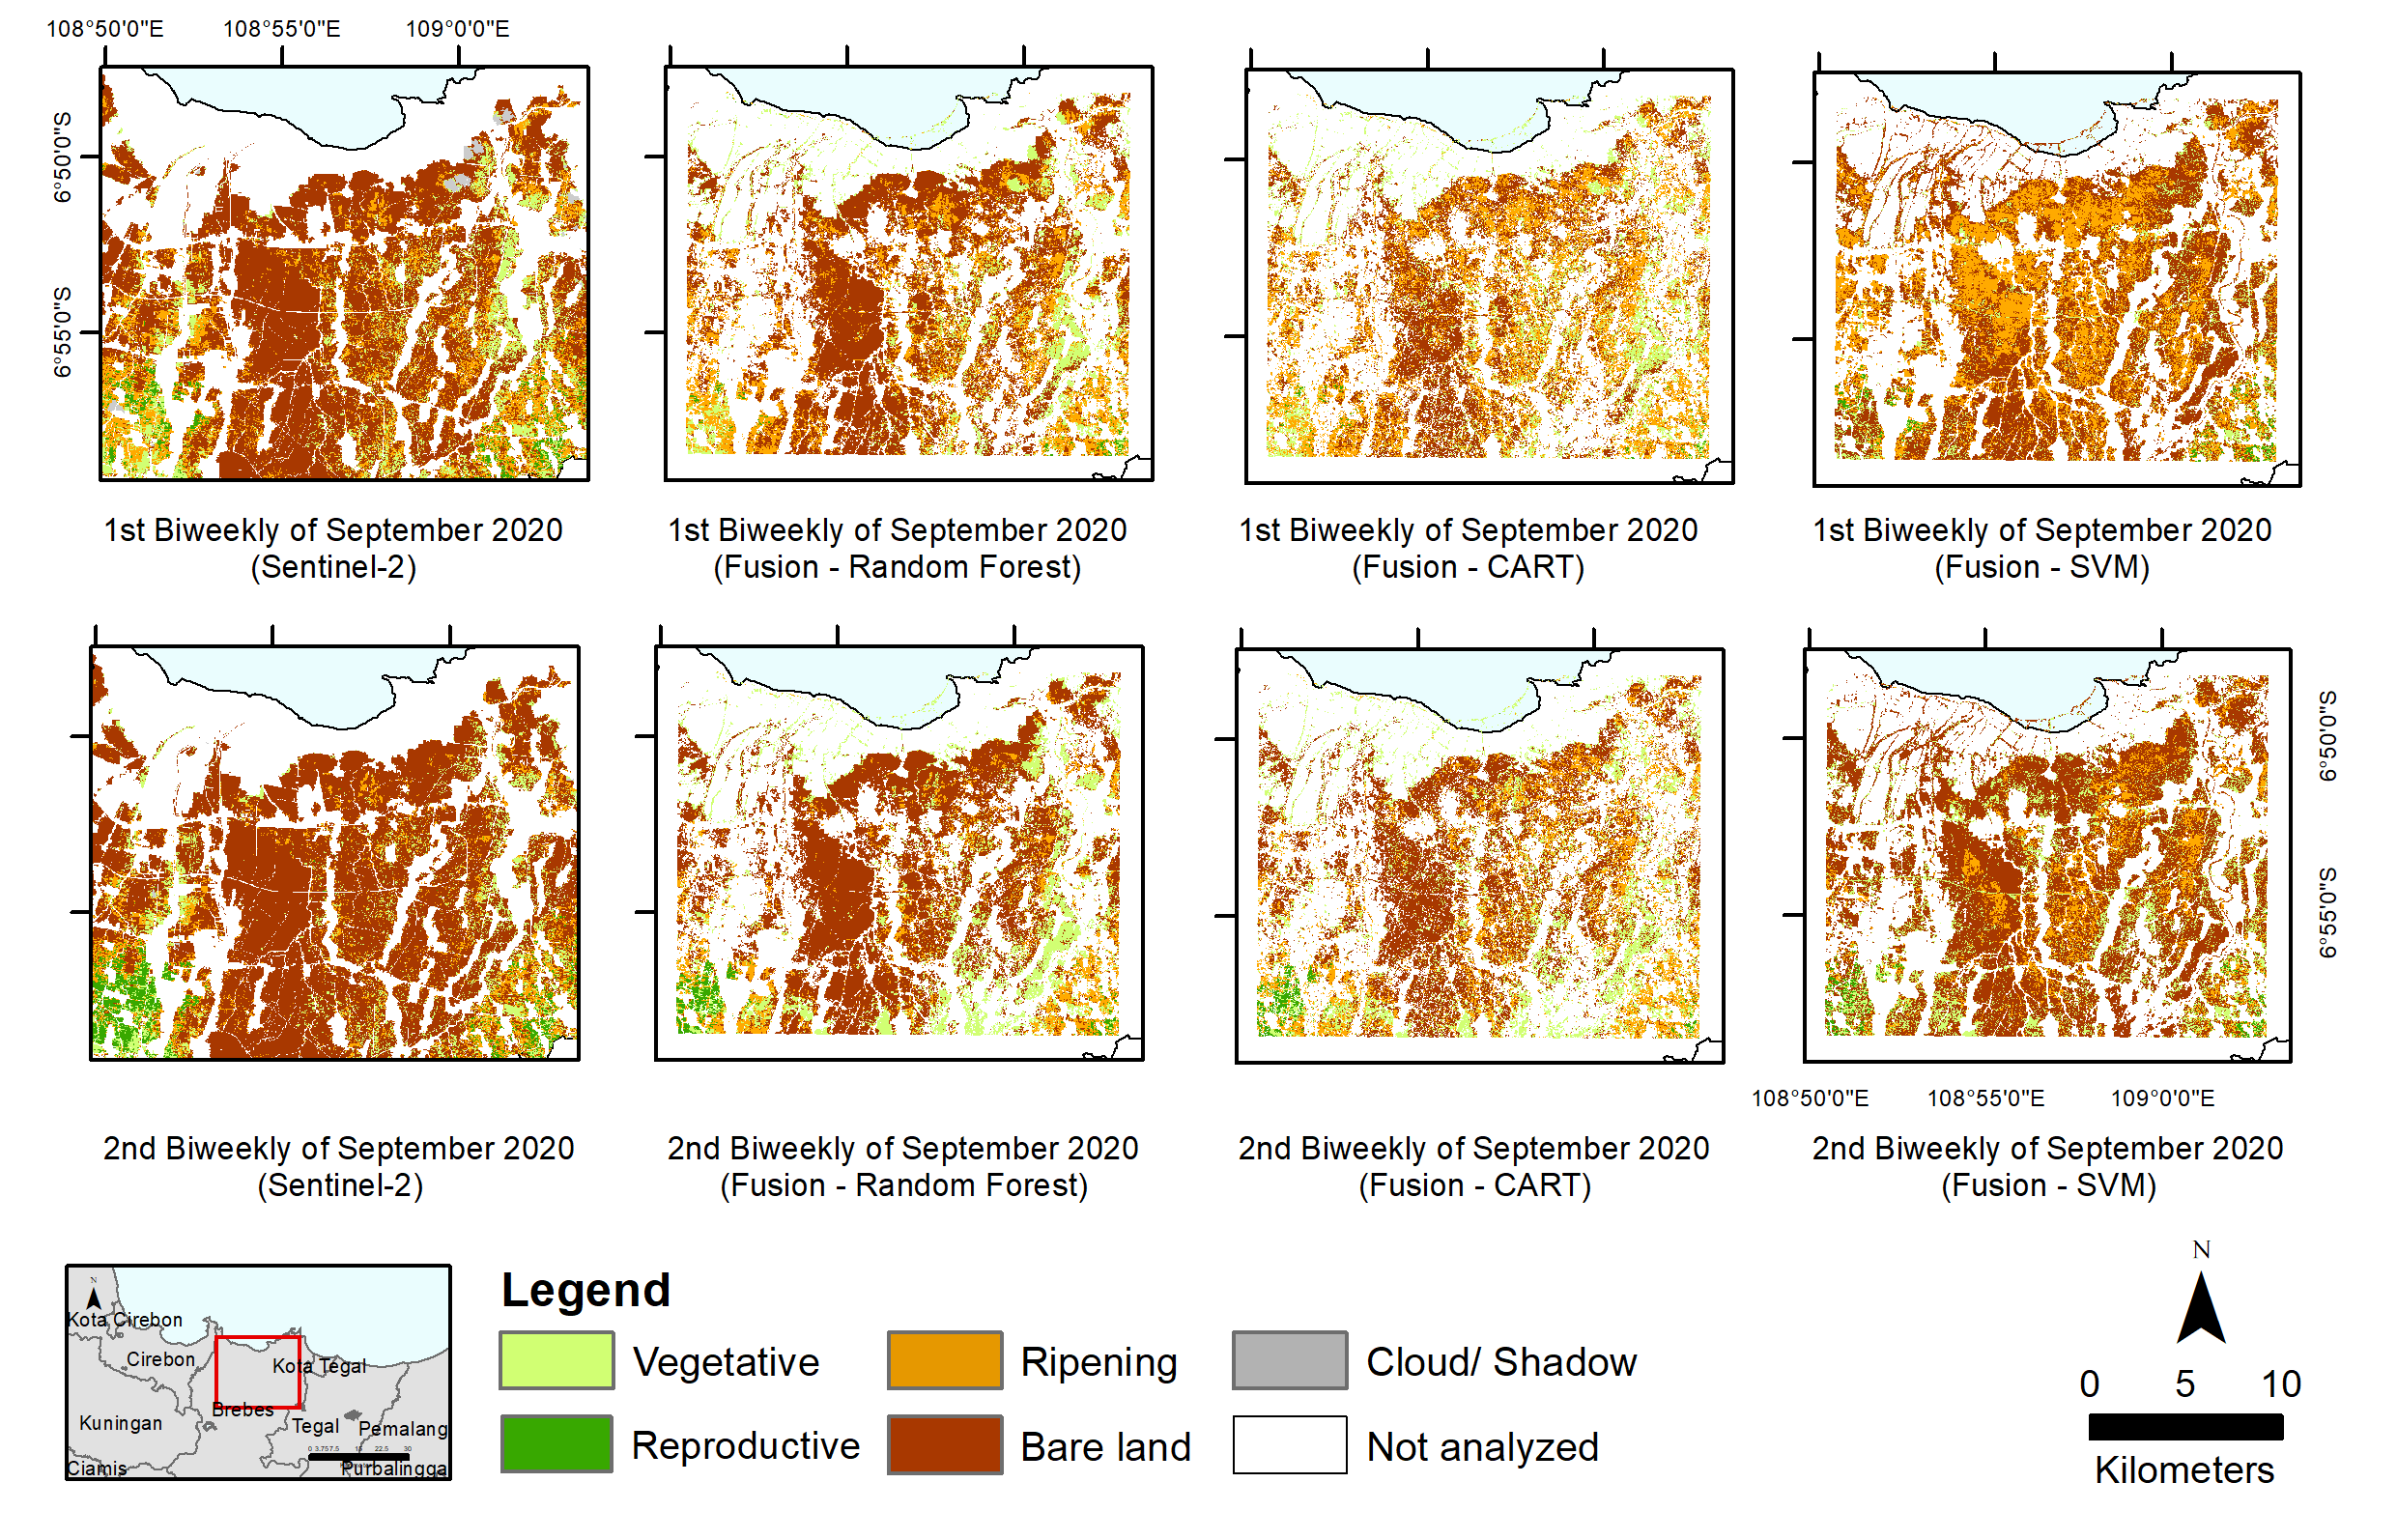 108°50'0"E 108°55'0"E 109°0'0"E
6°50'0"S
6°55'0"S
1st Biweekly of September 2020
(Sentinel-2)
1st Biweekly of September 2020
(Fusion - Random Forest)
1st Biweekly of September 2020
(Fusion - CART)
1st Biweekly of September 2020
(Fusion - SVM)
6°50'0"S
6°55'0"S
108°50'0"E 108°55'0"E 109°0'0"E
2nd Biweekly of September 2020
(Sentinel-2)
2nd Biweekly of September 2020
(Fusion - Random Forest)
2nd Biweekly of September 2020
(Fusion - CART)
2nd Biweekly of September 2020
(Fusion - SVM)
N
Kota Cirebon
Cirebon
Kota Tegal
Brebes
Kuningan
Tegal
Pemalang
0 3.75 7.5 15 22.5 30
Ciamis
Purbalingga
Legend
Vegetative
Ripening
Cloud/ Shadow
Reproductive
Bare land
Not analyzed
N
0 5 10
Kilometers